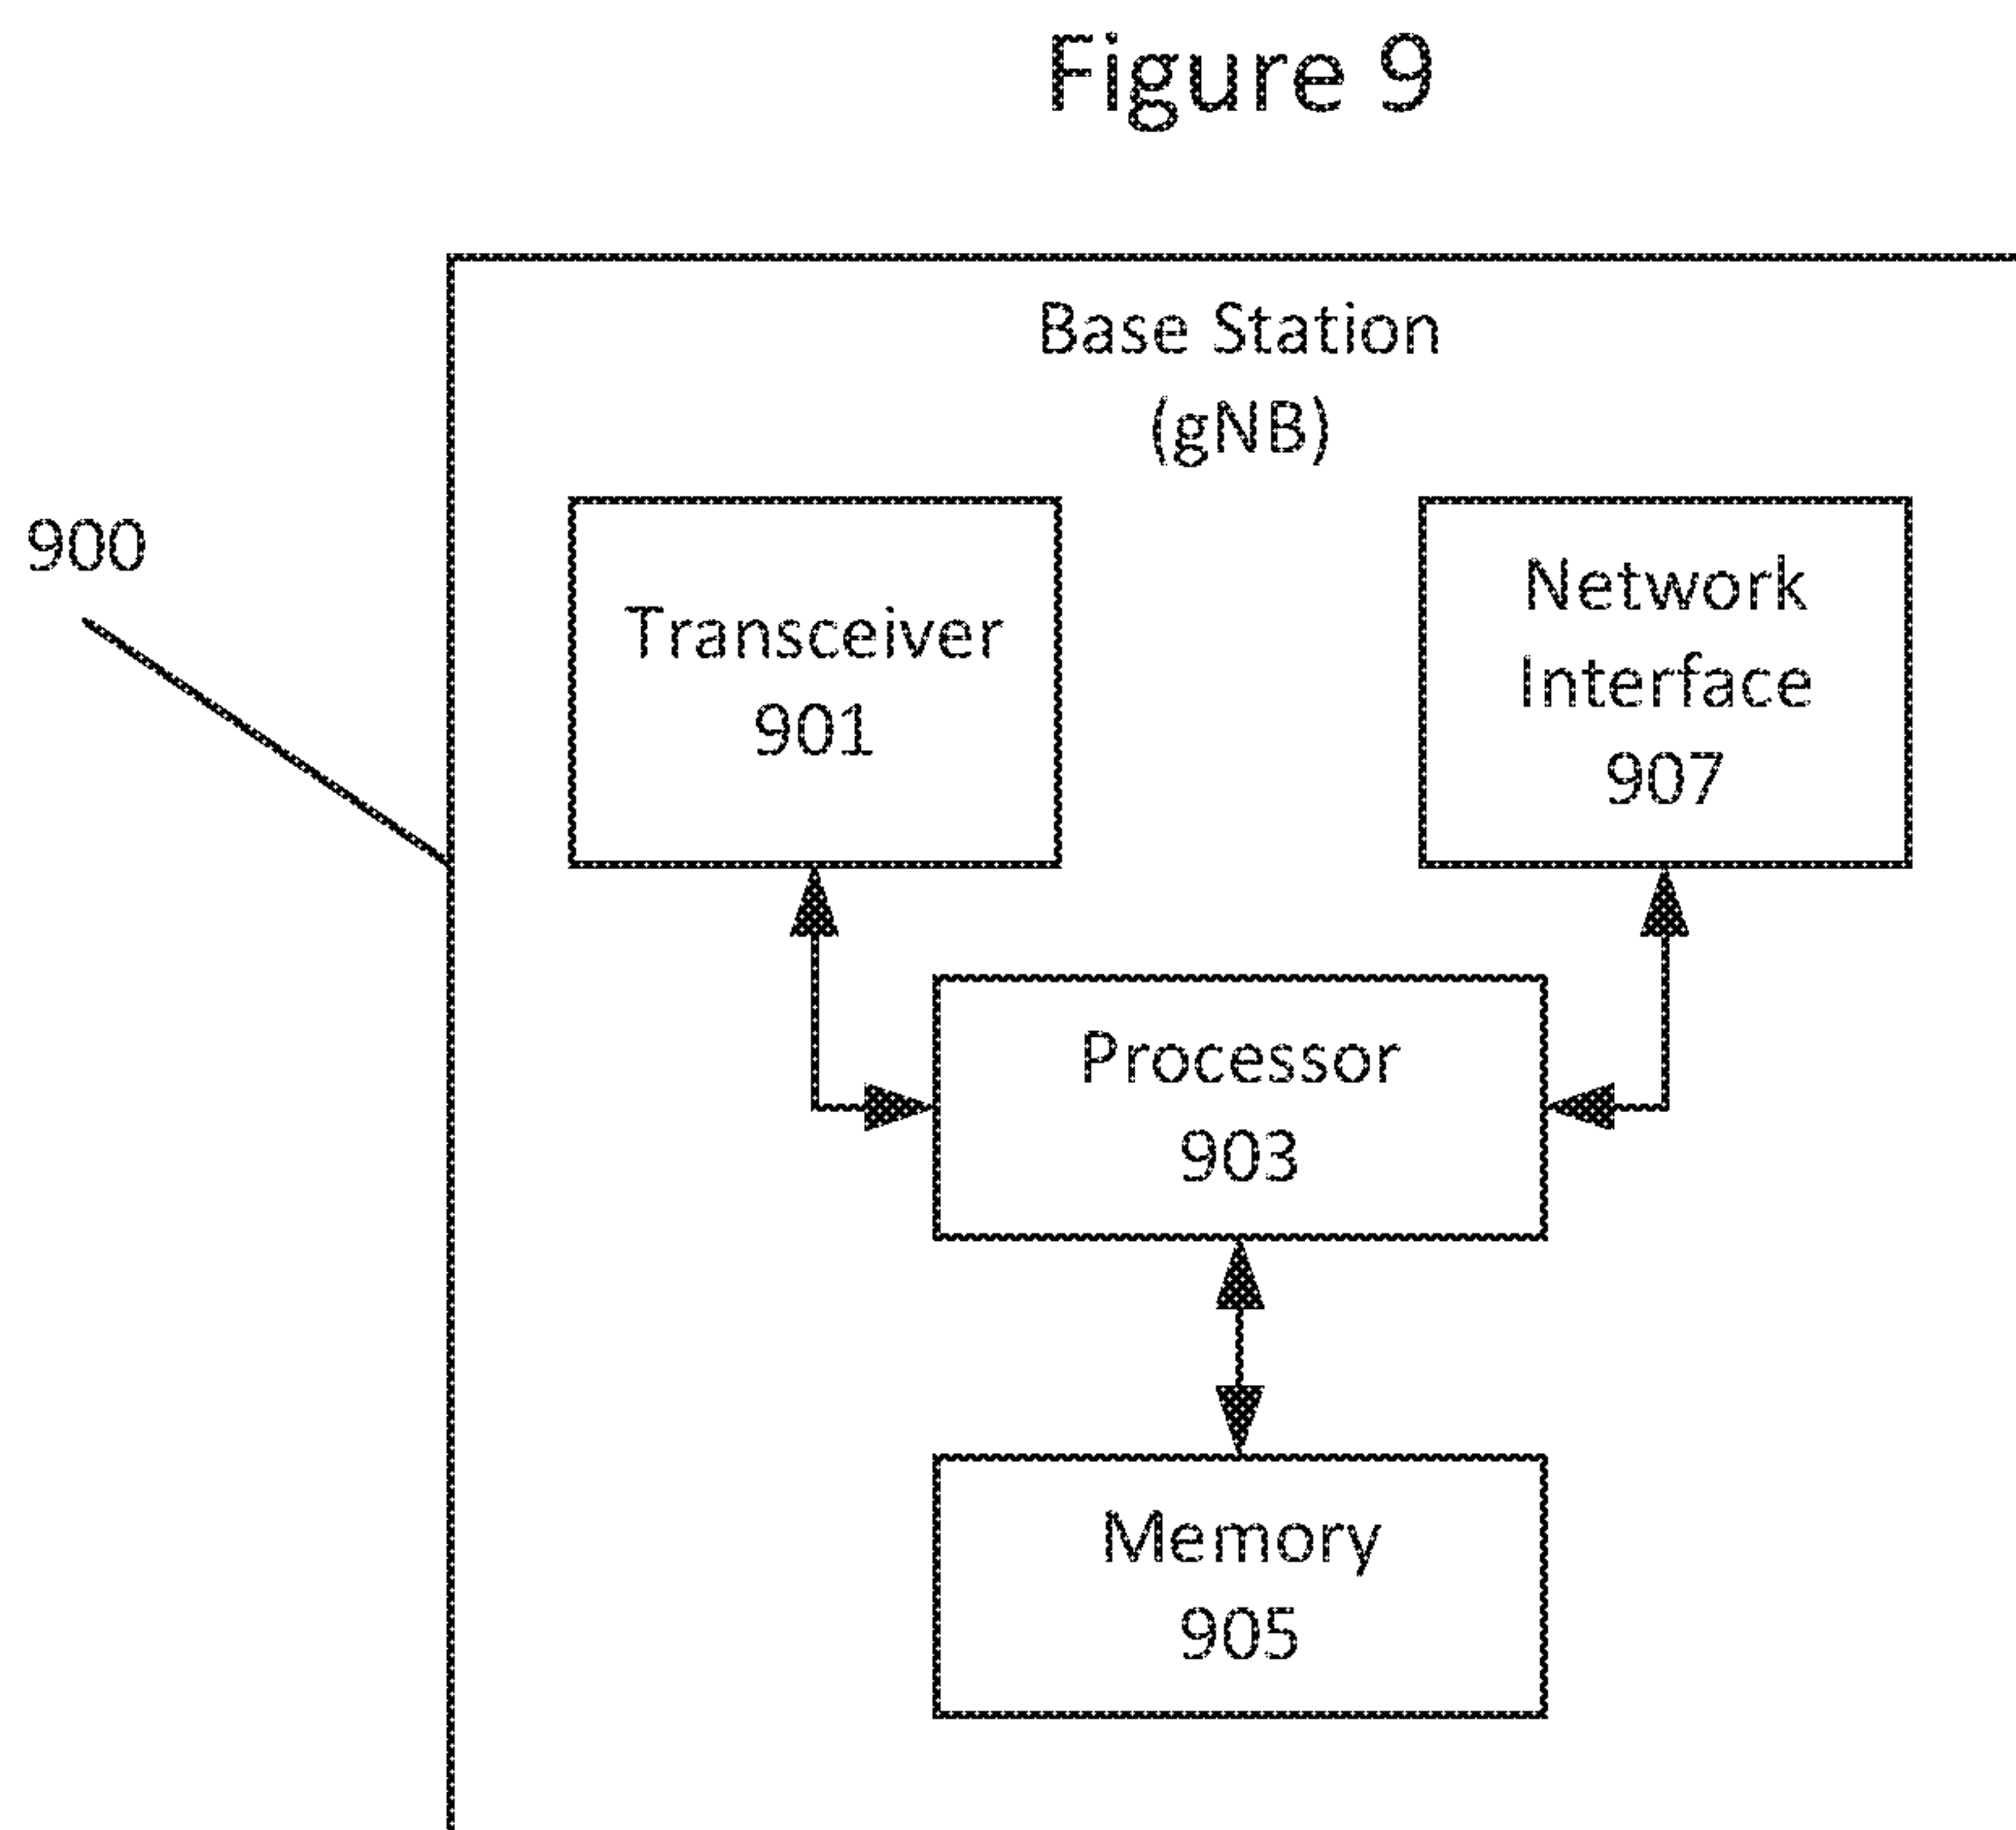 Figure 9
Base Station
(gNB)
900
Transceiver
901
Network
Interface
907
Processor
903
Memory
905